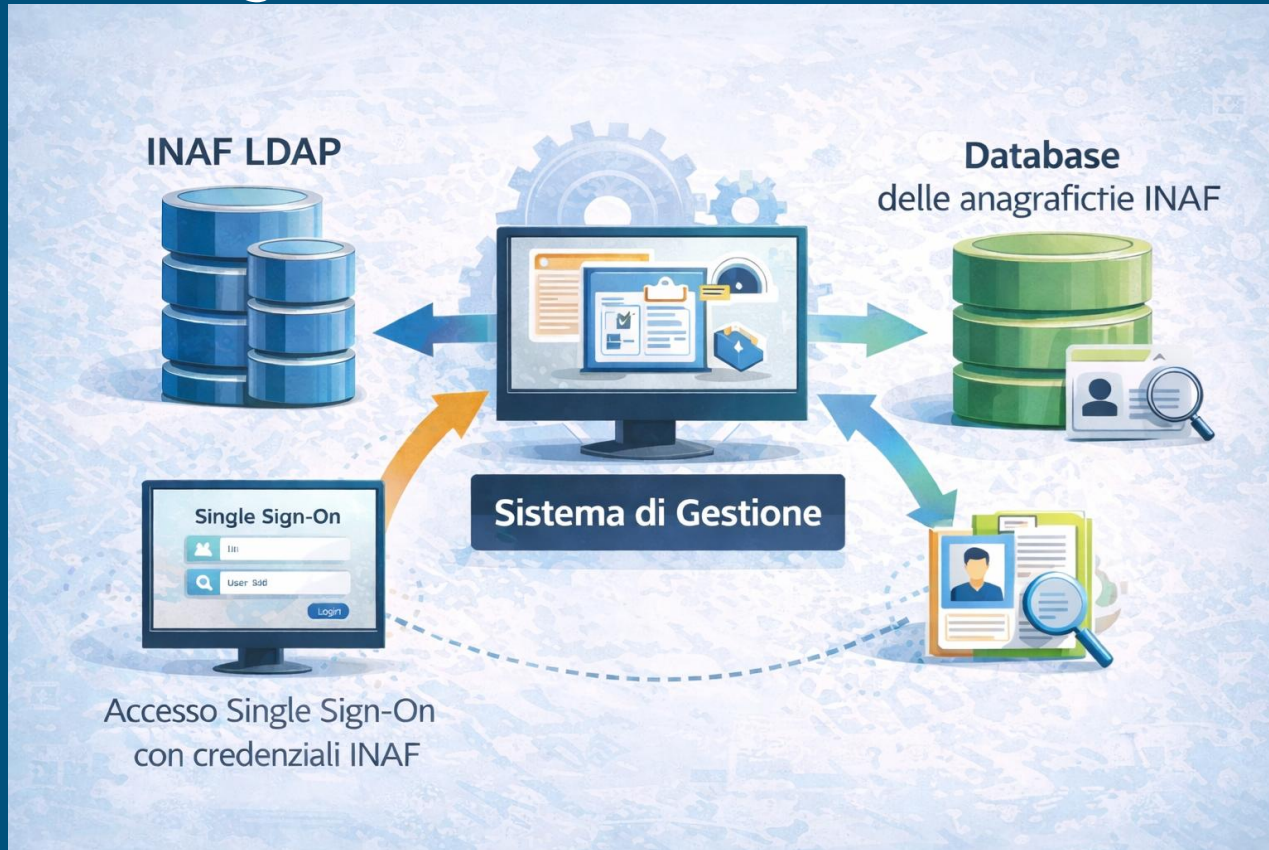 INAF LDAP
Database
delle anagrafictie INAF
Single Sign-On
User Sdd
Login
Sistema di Gestione
Accesso Single Sign-On
con credenziali INAF